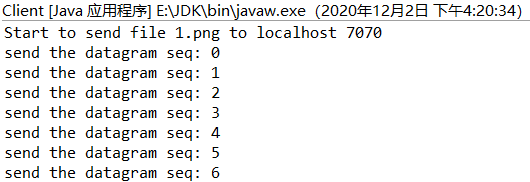 Client [Java 应用程序] E:\JDK\bin\javaw.exe（2020年12月2日 下午4:20:34）
Start to send file 1.png to localhost 7070
send the datagram seq: 0
send the datagram seq: 1
send the datagram seq: 2
send the datagram seq: 3
send the datagram seq: 4
send the datagram seq: 5
send the datagram seq: 6